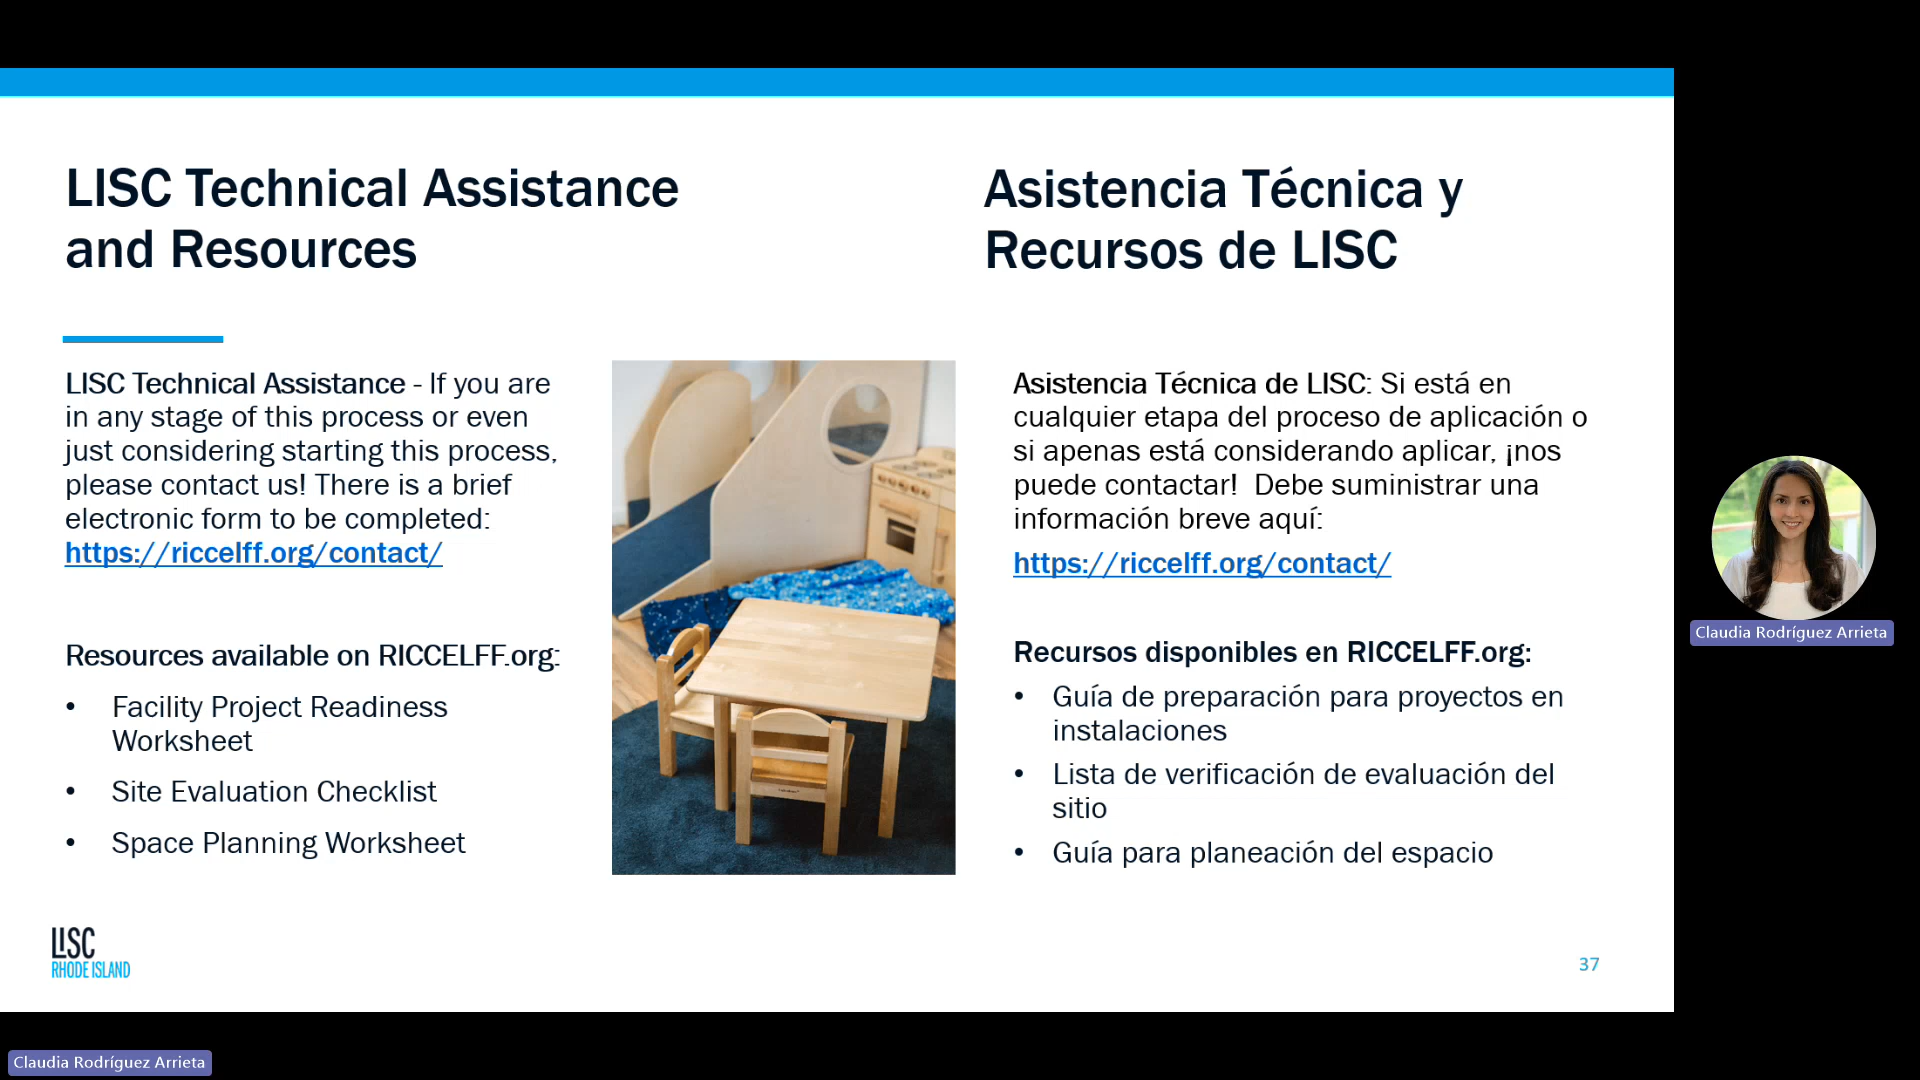 LISC Technical Assistance
and Resources
Asistencia Técnica y
Recursos de LISC
LISC Technical Assistance - If you are
in any stage of this process or even
just considering starting this process,
please contact us! There is a brief
electronic form to be completed:
https://riccelff.org/contact/
Resources available on RICCELFF.org:
• Facility Project Readiness
Worksheet
• Site Evaluation Checklist
• Space Planning Worksheet
Asistencia Técnica de LISC: Si está en
cualquier etapa del proceso de aplicación o
si apenas está considerando aplicar, ¡nos
puede contactar! Debe suministrar una
información breve aquí:
https://riccelff.org/contact/
Recursos disponibles en RICCELFF.org:
• Guía de preparación para proyectos en
instalaciones
• Lista de verificación de evaluación del
sitio
• Guía para planeación del espacio
LISC
RHODE ISLAND
37
Claudia Rodríguez Arrieta
Claudia Rodríguez Arrieta